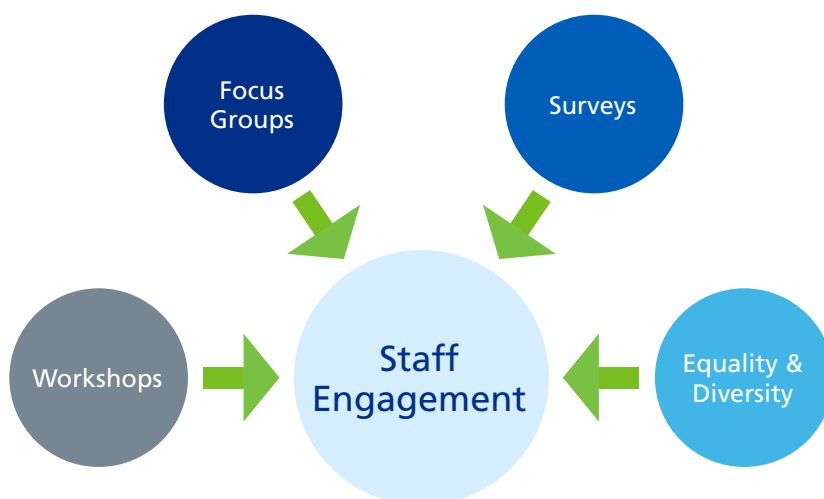 Focus
Groups
Surveys
Workshops
Staff
Engagement
Equality &
Diversity